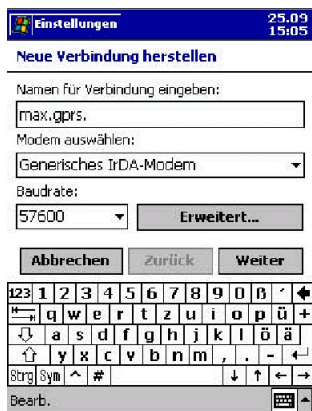 Einstellungen 25.09
15:05
Neue Verbindung herstellen
Namen für Verbindung eingeben:
max.gprs.
Modem auswählen:
Generisches IrDA-Modem
Baudrate:
57600 Erweitert...
Abbrechen Zurück Weiter
123 1 2 3 4 5 6 7 8 9 0 ß ´
q w e r t z u i o p ü +
a s d f g h j k l ö ä
y x c v b n m , . -
Strg Sym ^ # ↓ ↑ ← →
Bearb.